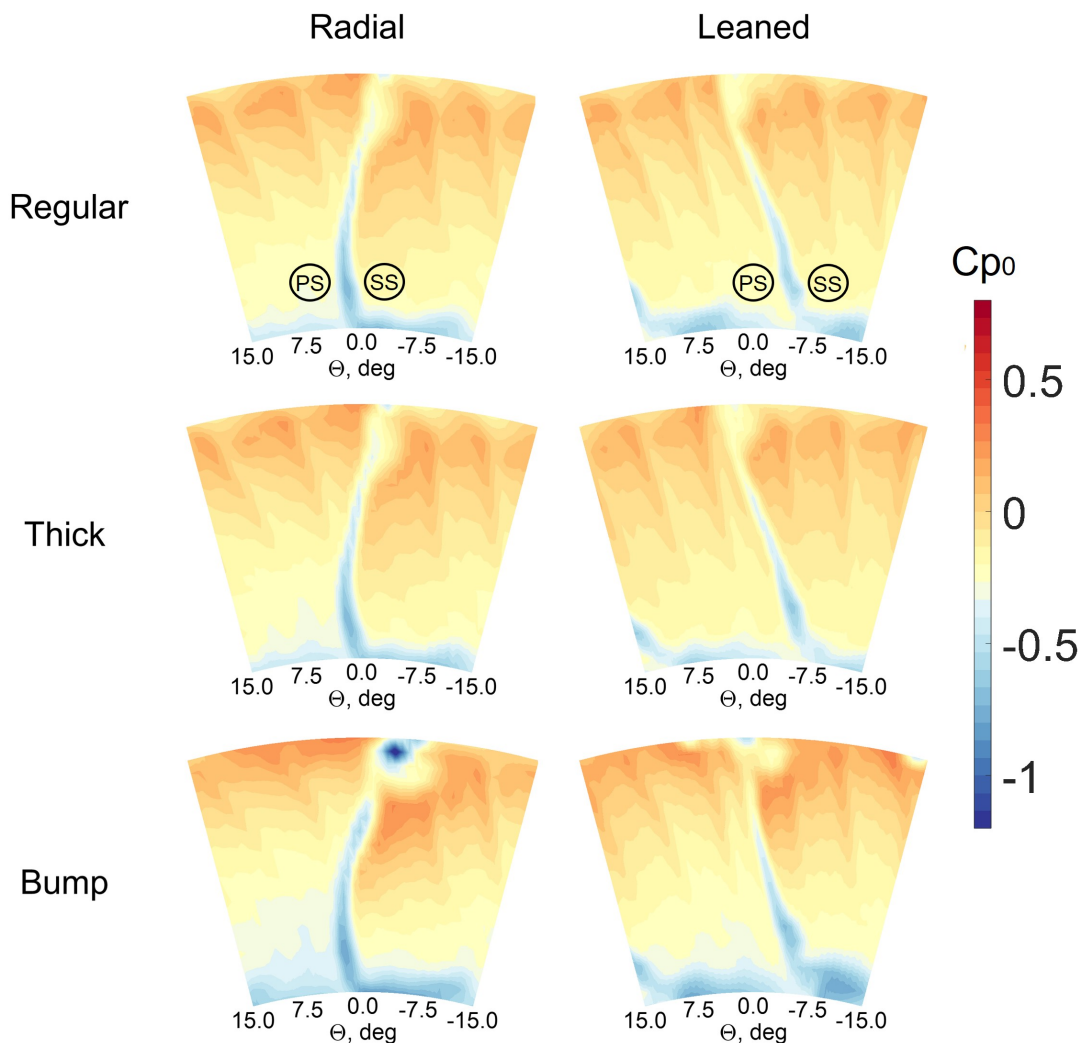 Radial Leaned
Regular
PS SS PS SS
15.0 7.5 0.0 -7.5 -15.0 15.0 7.5 0.0 -7.5 -15.0
Θ, deg Θ, deg
Cp0
0.5
0
-0.5
-1
Thick
15.0 7.5 0.0 -7.5 -15.0 15.0 7.5 0.0 -7.5 -15.0
Θ, deg Θ, deg
Bump
15.0 7.5 0.0 -7.5 -15.0 15.0 7.5 0.0 -7.5 -15.0
Θ, deg Θ, deg